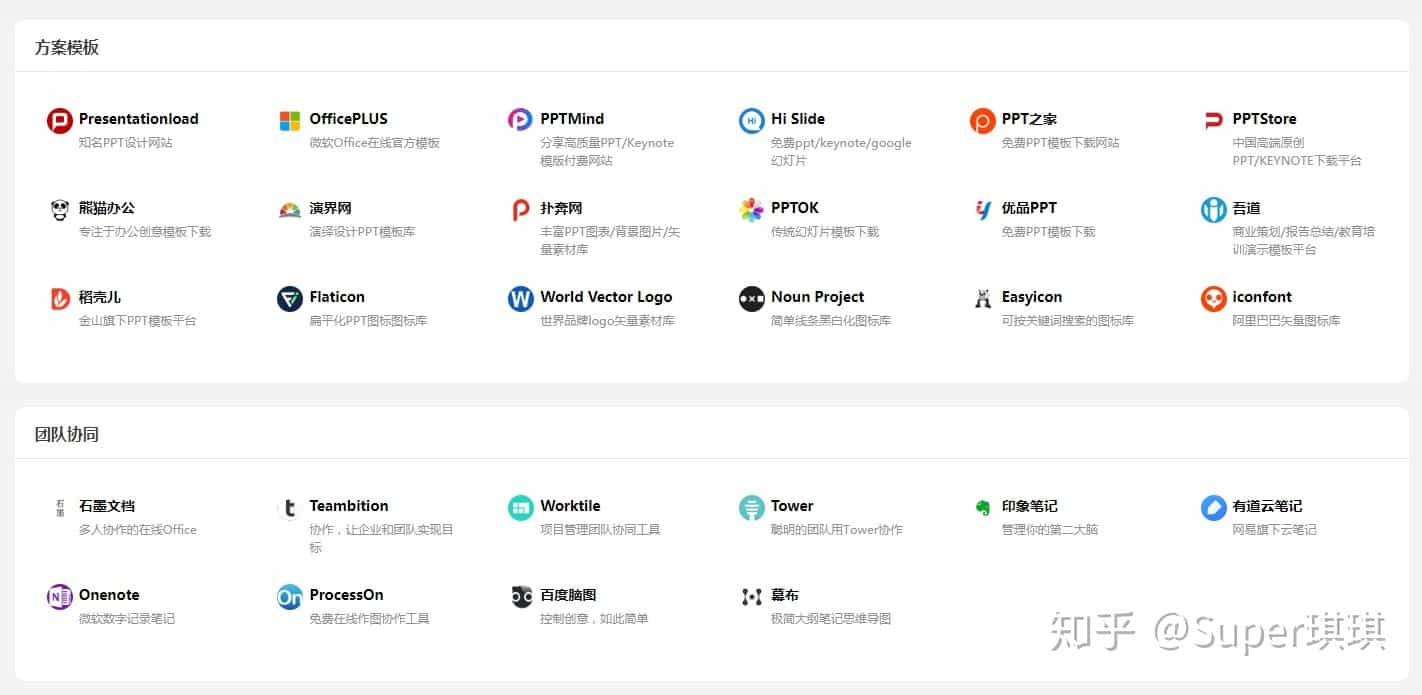 方案模板
Presentationload
知名PPT设计网站
OfficePLUS
微软Office在线官方模板
PPTMind
分享高质量PPT/Keynote
模版付费网站
Hi Slide
免费ppt/keynote/google
幻灯片
PPT之家
免费PPT模板下载网站
PPTStore
中国高端原创
PPT/KEYNOTE下载平台
熊猫办公
专注于办公创意模板下载
演界网
演绎设计PPT模板库
扑奔网
丰富PPT图表/背景图片/矢
量素材库
PPTOK
传统幻灯片模板下载
优品PPT
免费PPT模板下载
吾道
商业策划/报告总结/教育培
训演示模板平台
稻壳儿
金山旗下PPT模板平台
Flaticon
扁平化PPT图标图标库
World Vector Logo
世界品牌logo矢量素材库
Noun Project
简单线条黑白化图标库
Easyicon
可按关键词搜索的图标库
iconfont
阿里巴巴矢量图标库
团队协同
石墨
石墨文档
多人协作的在线Office
t
Teambition
协作，让企业和团队实现目
标
Worktile
项目管理团队协同工具
Tower
聪明的团队用Tower协作
印象笔记
管理你的第二大脑
有道云笔记
网易旗下云笔记
N
Onenote
微软数字记录笔记
On
ProcessOn
免费在线作图协作工具
百度脑图
控制创意，如此简单
幕布
极简大纲笔记思维导图
知乎 @Super琪琪